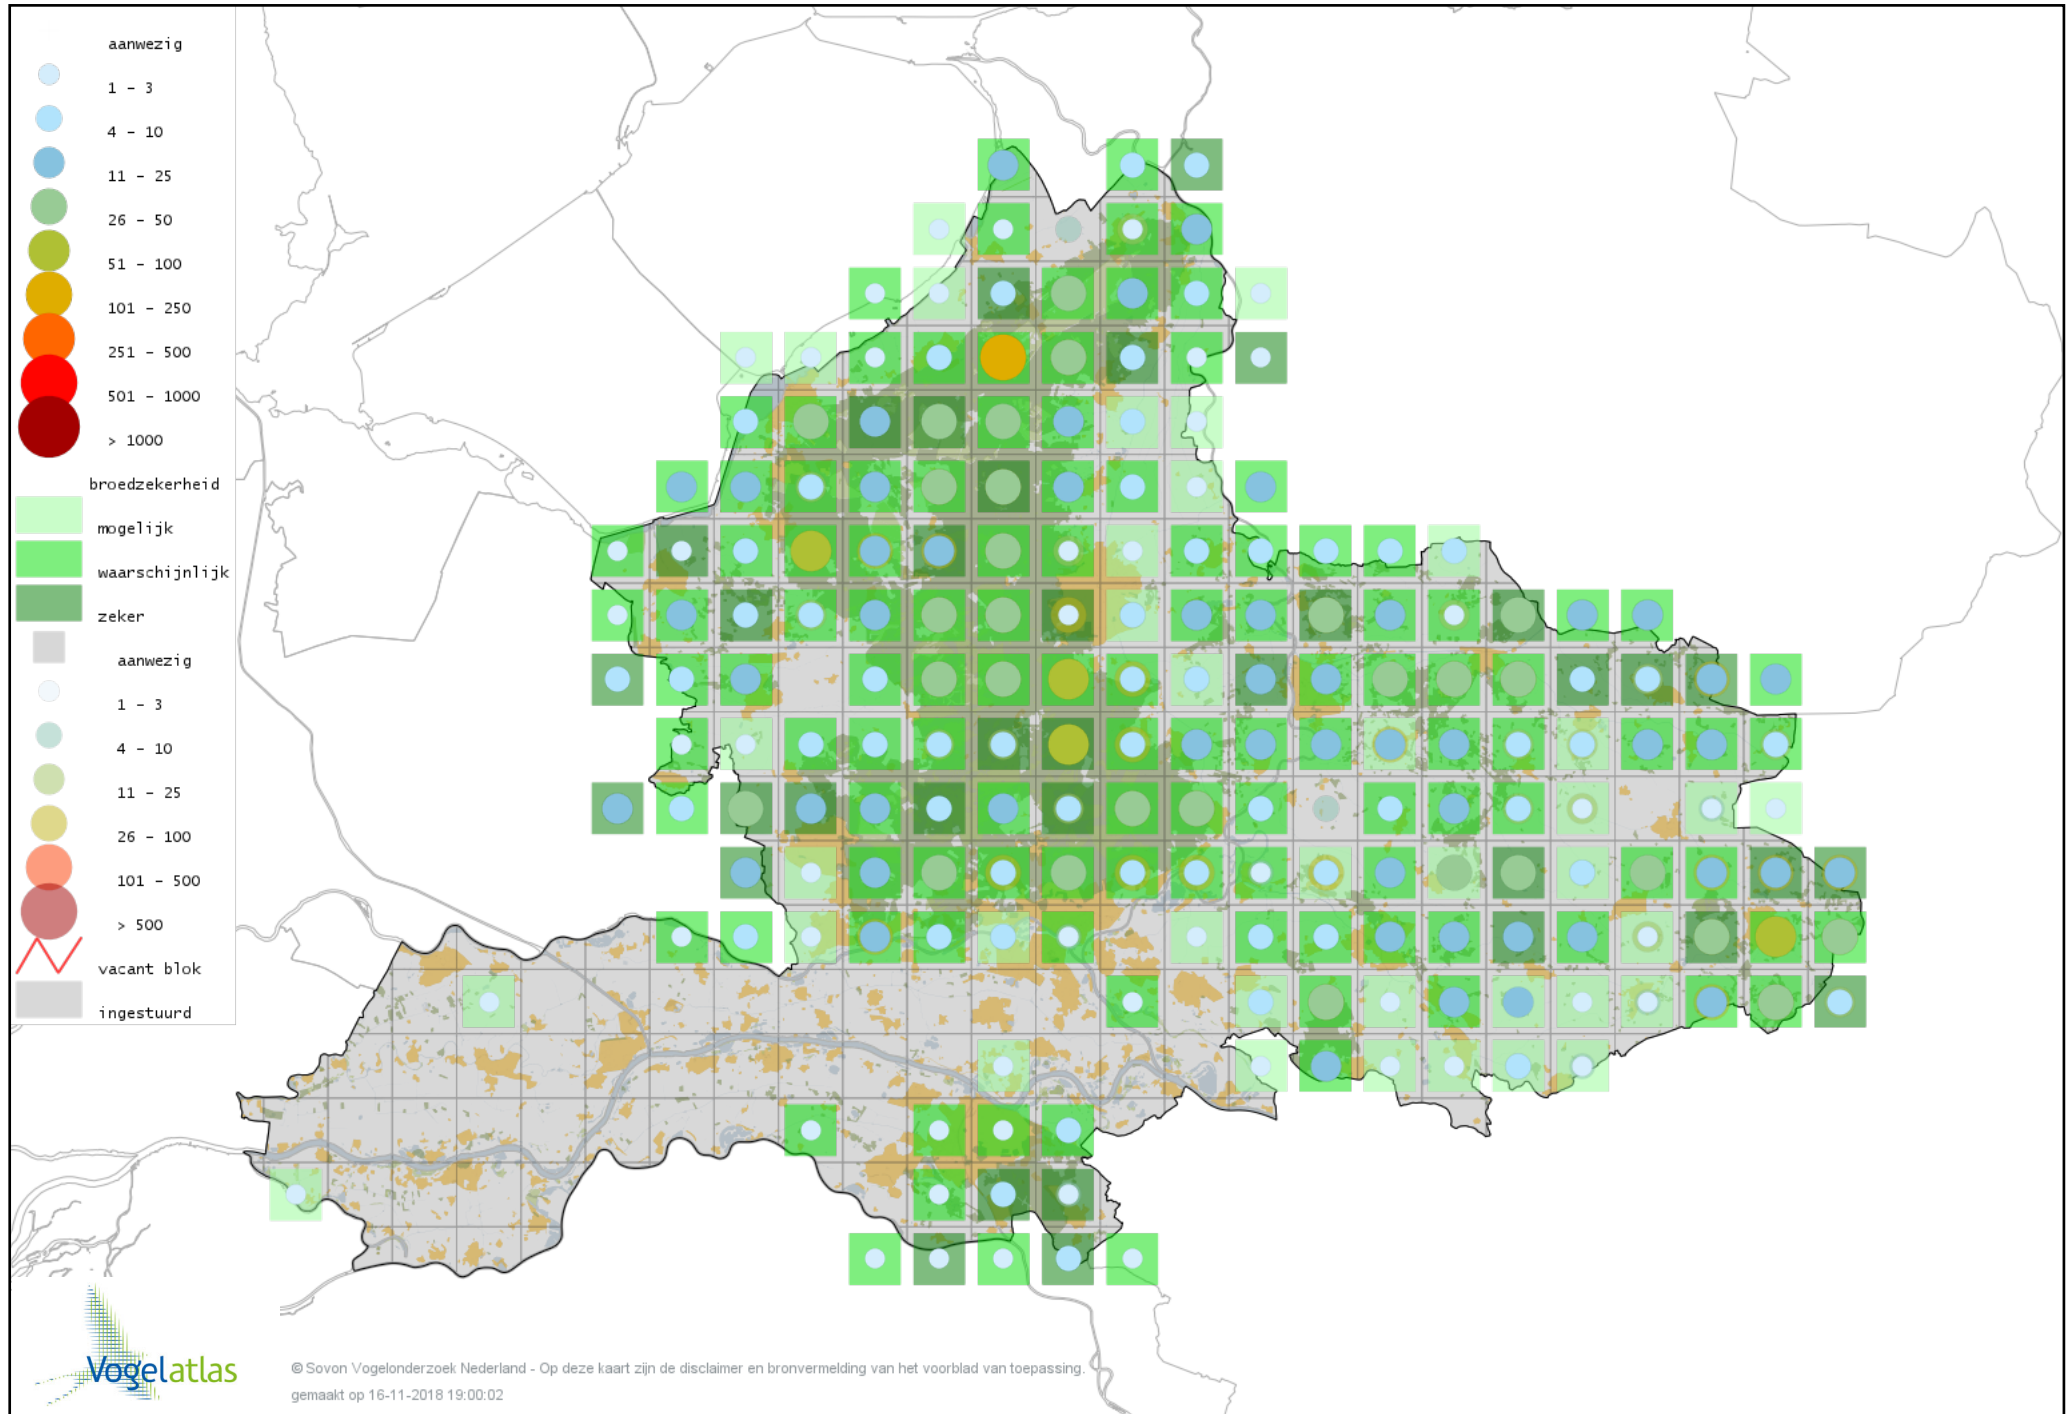 aanwezig
1 - 3
4 - 10
11 - 25
26 - 50
51 - 100
101 - 250
251 - 500
501 - 1000
> 1000
broedzekerheid
mogelijk
waarschijnlijk
zeker
aanwezig
1 - 3
4 - 10
11 - 25
26 - 100
101 - 500
> 500
vacant blok
ingestuurd
Vogelatlas
© Sovon Vogelonderzoek Nederland - Op deze kaart zijn de disclaimer en bronvermelding van het voorblad van toepassing.
gemaakt op 16-11-2018 19:00:02